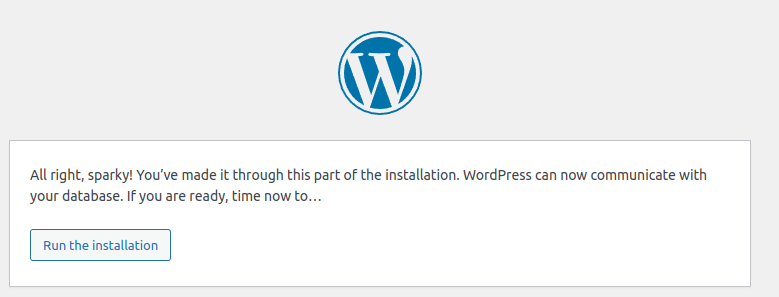 All right, sparky! You’ve made it through this part of the installation. WordPress can now communicate with
your database. If you are ready, time now to…
Run the installation